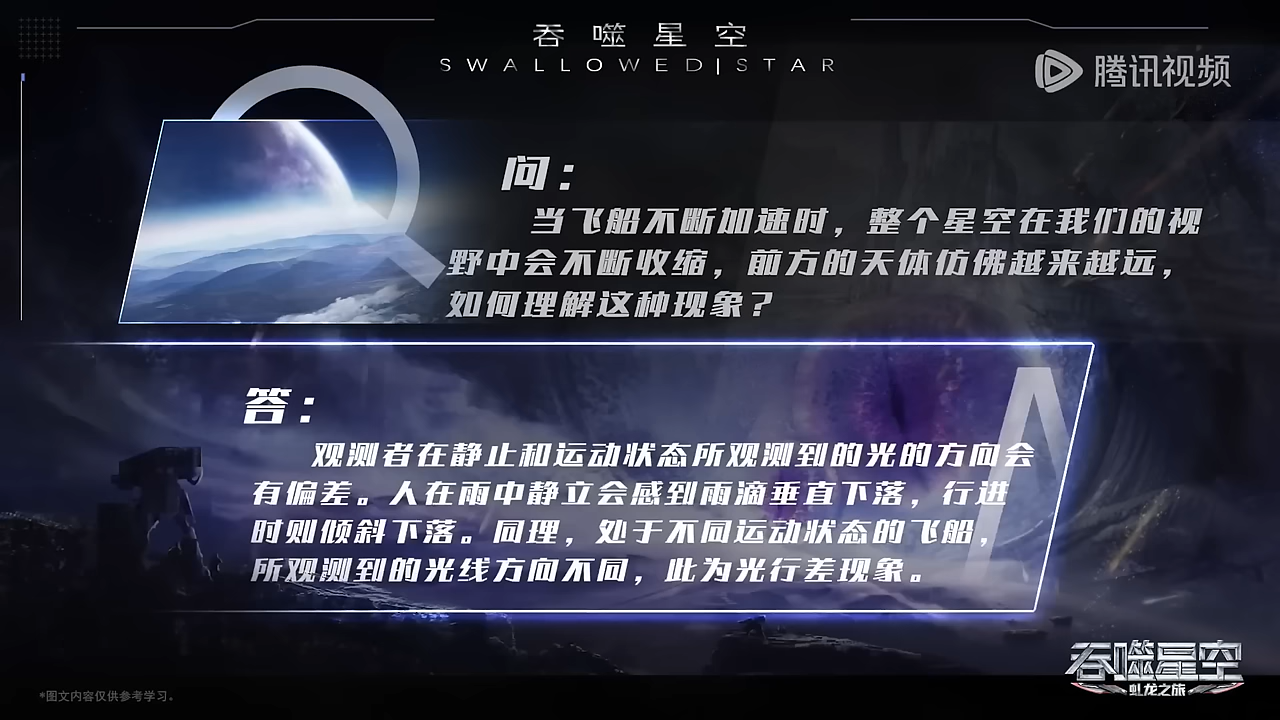 吞噬星空
SWALLOWED|STAR
腾讯视频
问：
当飞船不断加速时，整个星空在我们的视
野中会不断收缩，前方的天体仿佛越来越远，
如何理解这种现象？
答：
观测者在静止和运动状态所观测到的光的方向会
有偏差。人在雨中静立会感到雨滴垂直下落，行进
时则倾斜下落。同理，处于不同运动状态的飞船，
所观测到的光线方向不同，此为光行差现象。
A
吞噬星空
虬龙之旅
*图文内容仅供参考学习。